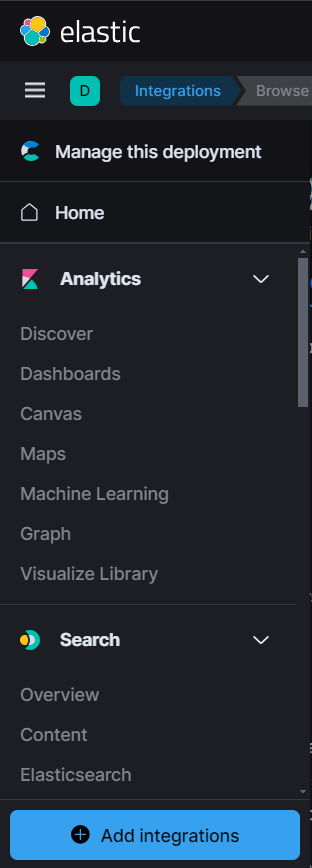 elastic
D Integrations Browse
Manage this deployment
Home
Analytics
Discover
Dashboards
Canvas
Maps
Machine Learning
Graph
Visualize Library
Search
Overview
Content
Elasticsearch
Add integrations